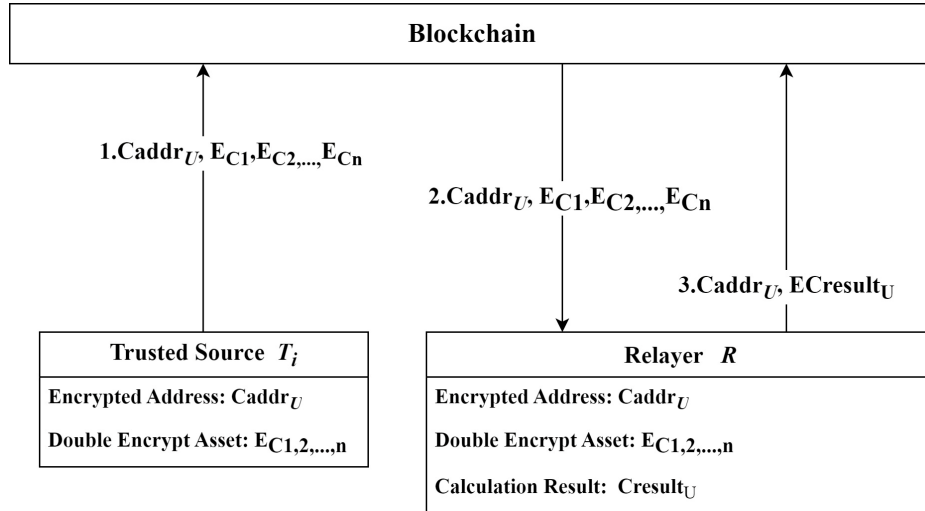 Blockchain
1.Caddr_U, E_C1,E_C2,...,E_Cn
2.Caddr_U, E_C1,E_C2,...,E_Cn
3.Caddr_U, ECresult_U
Trusted Source T_i
Encrypted Address: Caddr_U
Double Encrypt Asset: E_C1,2,...,n
Relayer R
Encrypted Address: Caddr_U
Double Encrypt Asset: E_C1,2,...,n
Calculation Result: Cresult_U